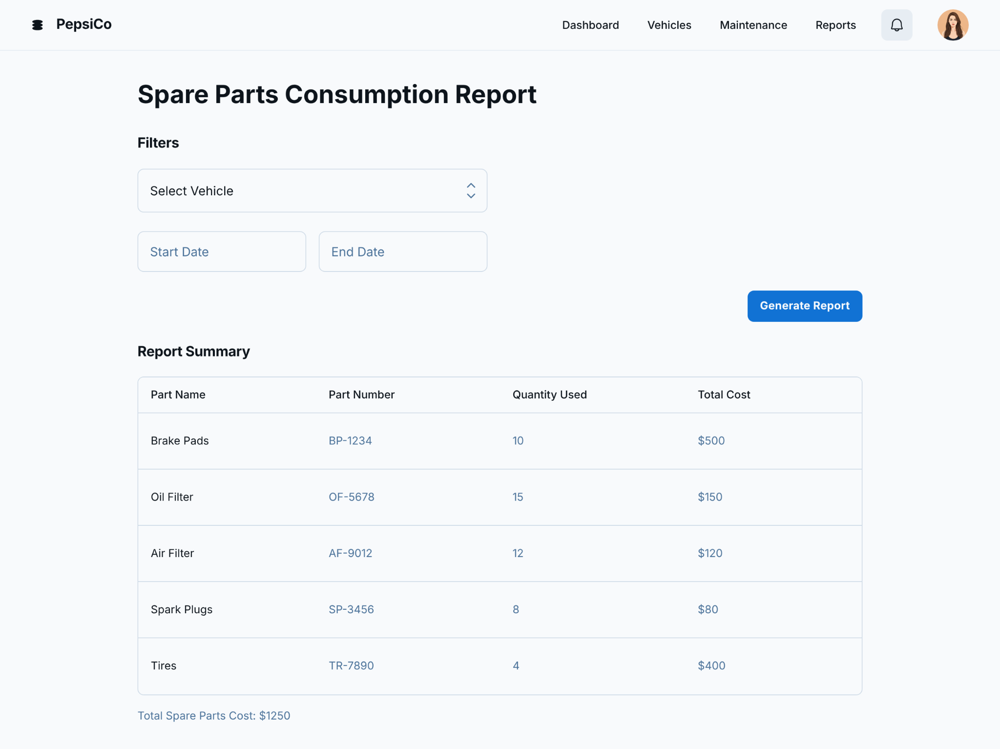 PepsiCo
Dashboard Vehicles Maintenance Reports
Spare Parts Consumption Report
Filters
Select Vehicle
Start Date End Date
Generate Report
Report Summary
Part Name Part Number Quantity Used Total Cost
Brake Pads BP-1234 10 $500
Oil Filter OF-5678 15 $150
Air Filter AF-9012 12 $120
Spark Plugs SP-3456 8 $80
Tires TR-7890 4 $400
Total Spare Parts Cost: $1250